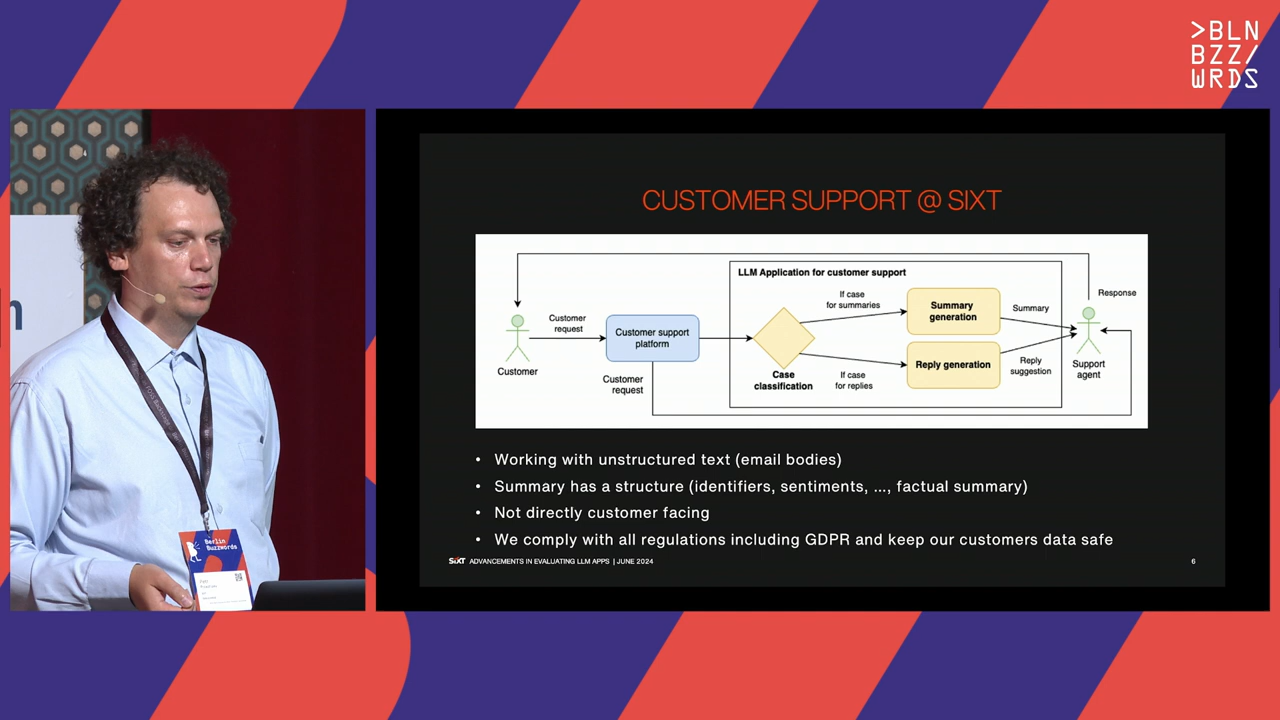 >BLN
BZZ/
WRDS
CUSTOMER SUPPORT @ SIXT
LLM Application for customer support
If case
for summaries
Summary
generation
Summary
Response
Customer
request
Customer support
platform
Customer
Case
classification
Reply generation
Reply
suggestion
Support
agent
If case
for replies
Customer
request
• Working with unstructured text (email bodies)
• Summary has a structure (identifiers, sentiments, ..., factual summary)
• Not directly customer facing
• We comply with all regulations including GDPR and keep our customers data safe
SIXT ADVANCEMENTS IN EVALUATING LLM APPS | JUNE 2024
6
Berlin
Buzzwords